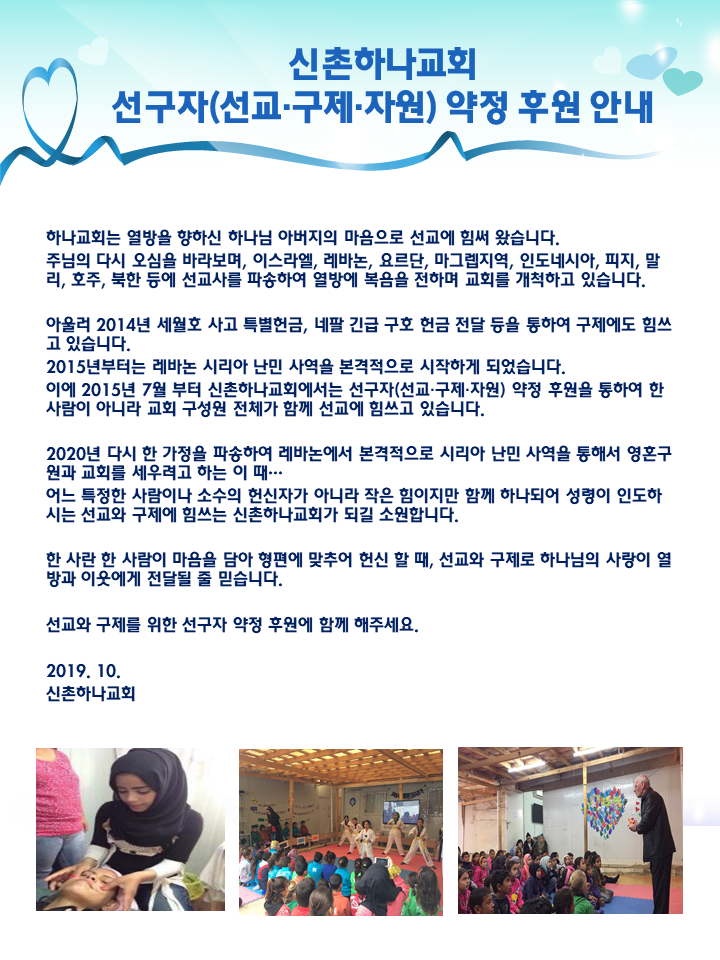 신촌하나교회
선구자(선교·구제·자원) 약정 후원 안내
하나교회는 열방을 향하신 하나님 아버지의 마음으로 선교에 힘써 왔습니다.
주님의 다시 오심을 바라보며, 이스라엘, 레바논, 요르단, 마그렙지역, 인도네시아, 피지, 말
리, 호주, 북한 등에 선교사를 파송하여 열방에 복음을 전하며 교회를 개척하고 있습니다.
아울러 2014년 세월호 사고 특별헌금, 네팔 긴급 구호 헌금 전달 등을 통하여 구제에도 힘쓰
고 있습니다.
2015년부터는 레바논 시리아 난민 사역을 본격적으로 시작하게 되었습니다.
이에 2015년 7월 부터 신촌하나교회에서는 선구자(선교·구제·자원) 약정 후원을 통하여 한
사람이 아니라 교회 구성원 전체가 함께 선교에 힘쓰고 있습니다.
2020년 다시 한 가정을 파송하여 레바논에서 본격적으로 시리아 난민 사역을 통해서 영혼구
원과 교회를 세우려고 하는 이 때…
어느 특정한 사람이나 소수의 헌신자가 아니라 작은 힘이지만 함께 하나되어 성령이 인도하
시는 선교와 구제에 힘쓰는 신촌하나교회가 되길 소원합니다.
한 사란 한 사람이 마음을 담아 형편에 맞추어 헌신 할 때, 선교와 구제로 하나님의 사랑이 열
방과 이웃에게 전달될 줄 믿습니다.
선교와 구제를 위한 선구자 약정 후원에 함께 해주세요.
2019. 10.
신촌하나교회